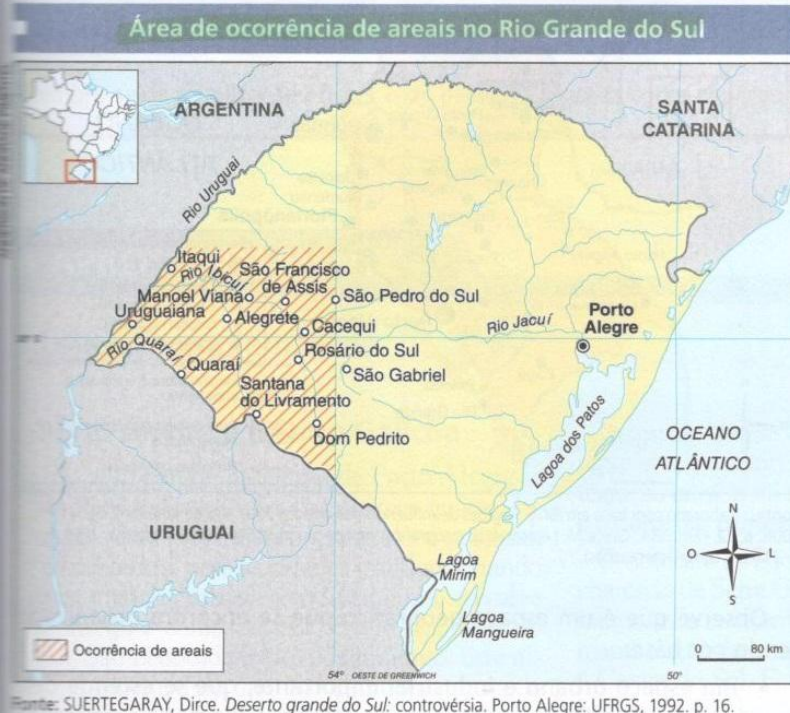 Área de ocorrência de areais no Rio Grande do Sul
ARGENTINA
SANTA
CATARINA
Rio Uruguai
Itaqui
Rio Ibicuí
São Francisco
de Assis
Manoel Viana
São Pedro do Sul
Uruguaiana
Alegrete
Cacequi
Rio Jacuí
Porto
Alegre
Rio Quaraí
Quaraí
Rosário do Sul
São Gabriel
Santana
do Livramento
Dom Pedrito
Lagoa dos Patos
OCEANO
ATLÂNTICO
URUGUAI
N
O
L
S
Lagoa
Mirim
Lagoa
Mangueira
Ocorrência de areais
0 80 km
54° OESTE DE GREENWICH
50°
Fonte: SUERTEGARAY, Dirce. Deserto grande do Sul: controvérsia. Porto Alegre: UFRGS, 1992. p. 16.